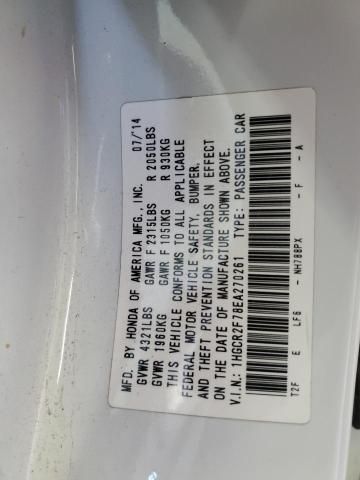 MFD. BY HONDA OF AMERICA MFG., INC. 07/14
GVWR 4321LBS GAWR F 2315LBS R 2050LBS
GVWR 1960KG GAWR F 1050KG R 930KG
THIS VEHICLE CONFORMS TO ALL APPLICABLE
FEDERAL MOTOR VEHICLE SAFETY, BUMPER,
AND THEFT PREVENTION STANDARDS IN EFFECT
ON THE DATE OF MANUFACTURE SHOWN ABOVE.
V.I.N.: 1HGCR2F78EA270261 TYPE: PASSENGER CAR
T2F E LF6 - NH788PX - F - A